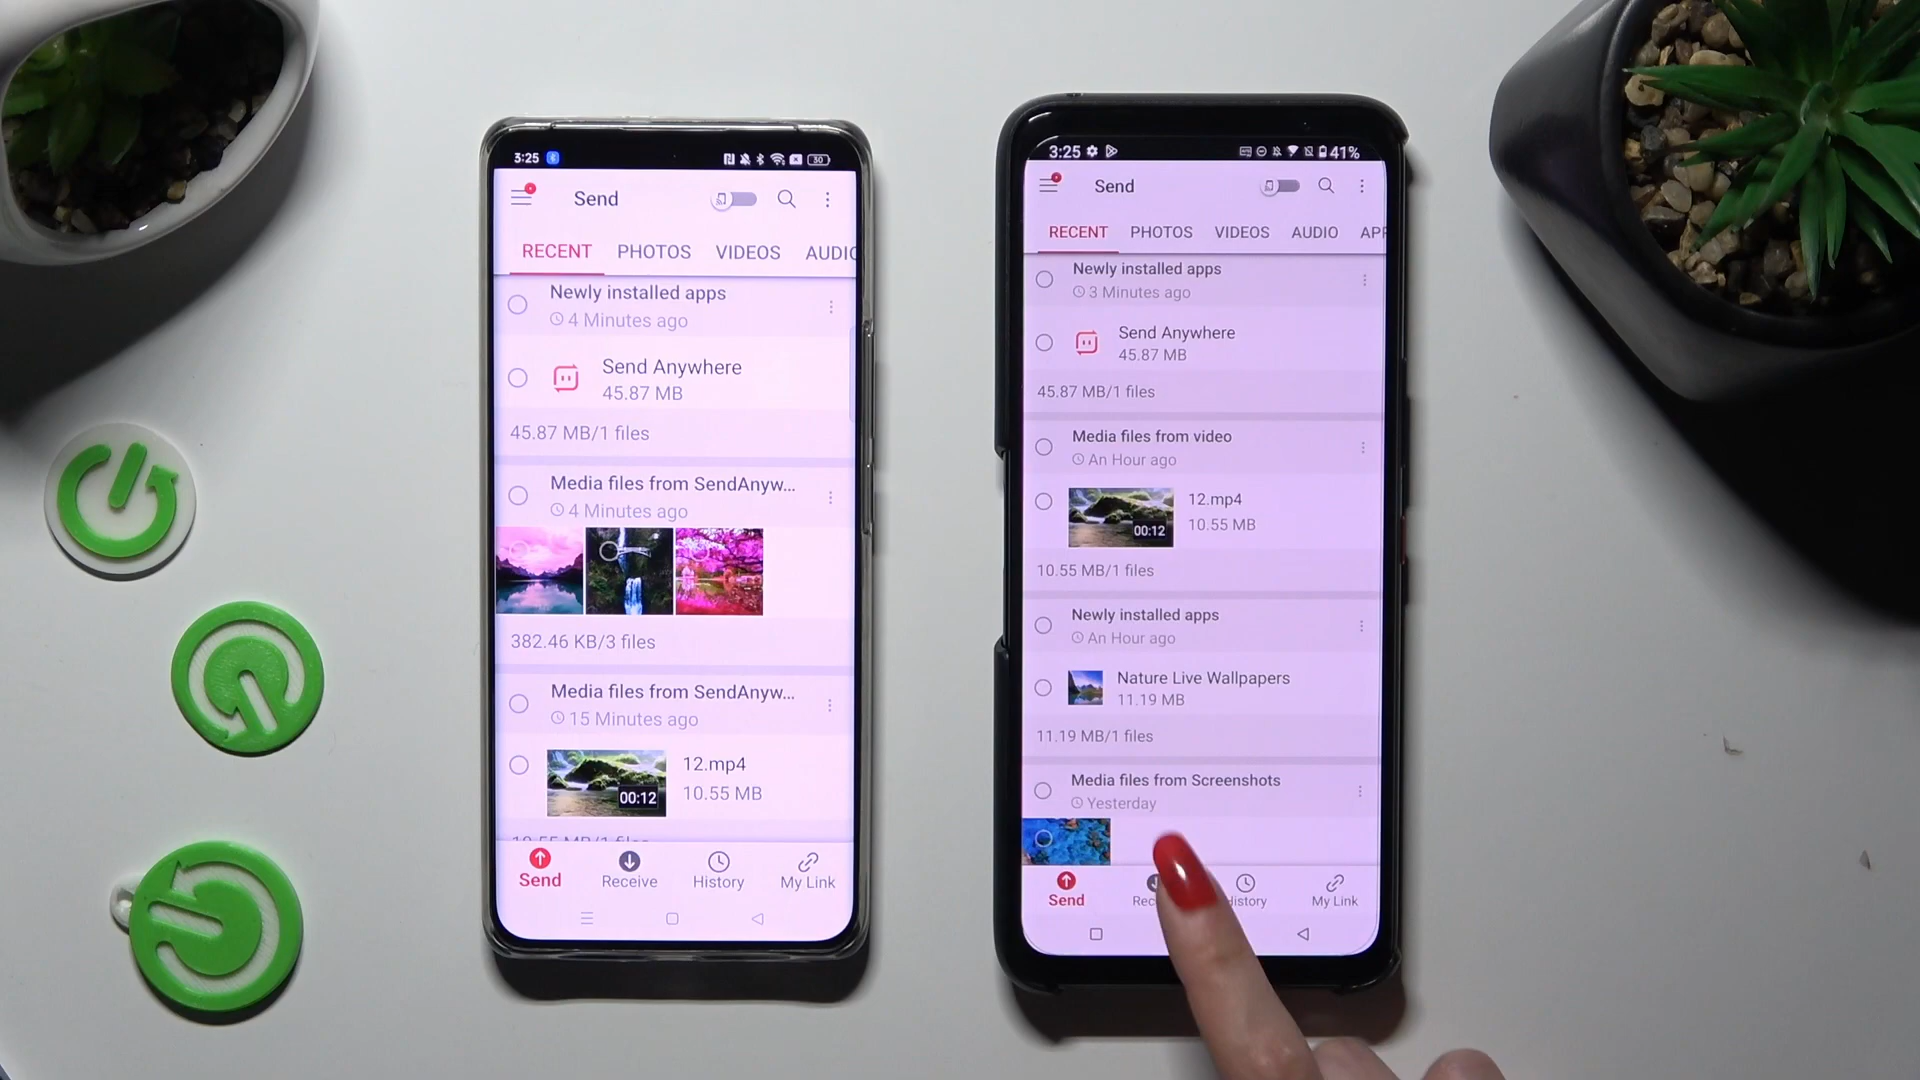 3:25
30
Send
RECENT PHOTOS VIDEOS
Newly installed apps
4 Minutes ago
Send Anywhere
45.87 MB
45.87 MB/1 files
Media files from SendAnyw...
4 Minutes ago
382.46 KB/3 files
Media files from SendAnyw...
15 Minutes ago
12.mp4
00:12
10.55 MB
Send Receive History My Link
3:25
41%
Send
RECENT PHOTOS VIDEOS AUDIO
Newly installed apps
3 Minutes ago
Send Anywhere
45.87 MB
45.87 MB/1 files
Media files from video
An Hour ago
12.mp4
00:12
10.55 MB
10.55 MB/1 files
Newly installed apps
An Hour ago
Nature Live Wallpapers
11.19 MB
11.19 MB/1 files
Media files from Screenshots
Yesterday
Send My Link